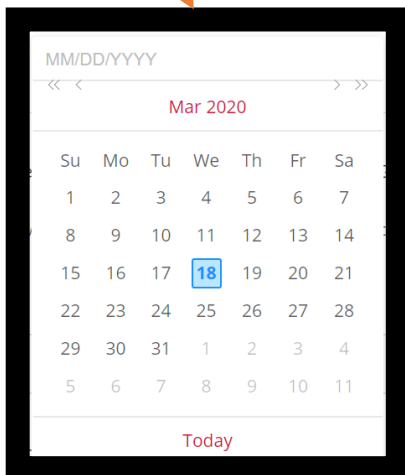 MM/DD/YYYY
« < > »
Mar 2020
Su Mo Tu We Th Fr Sa
1 2 3 4 5 6 7
8 9 10 11 12 13 14
15 16 17 18 19 20 21
22 23 24 25 26 27 28
29 30 31 1 2 3 4
5 6 7 8 9 10 11
Today